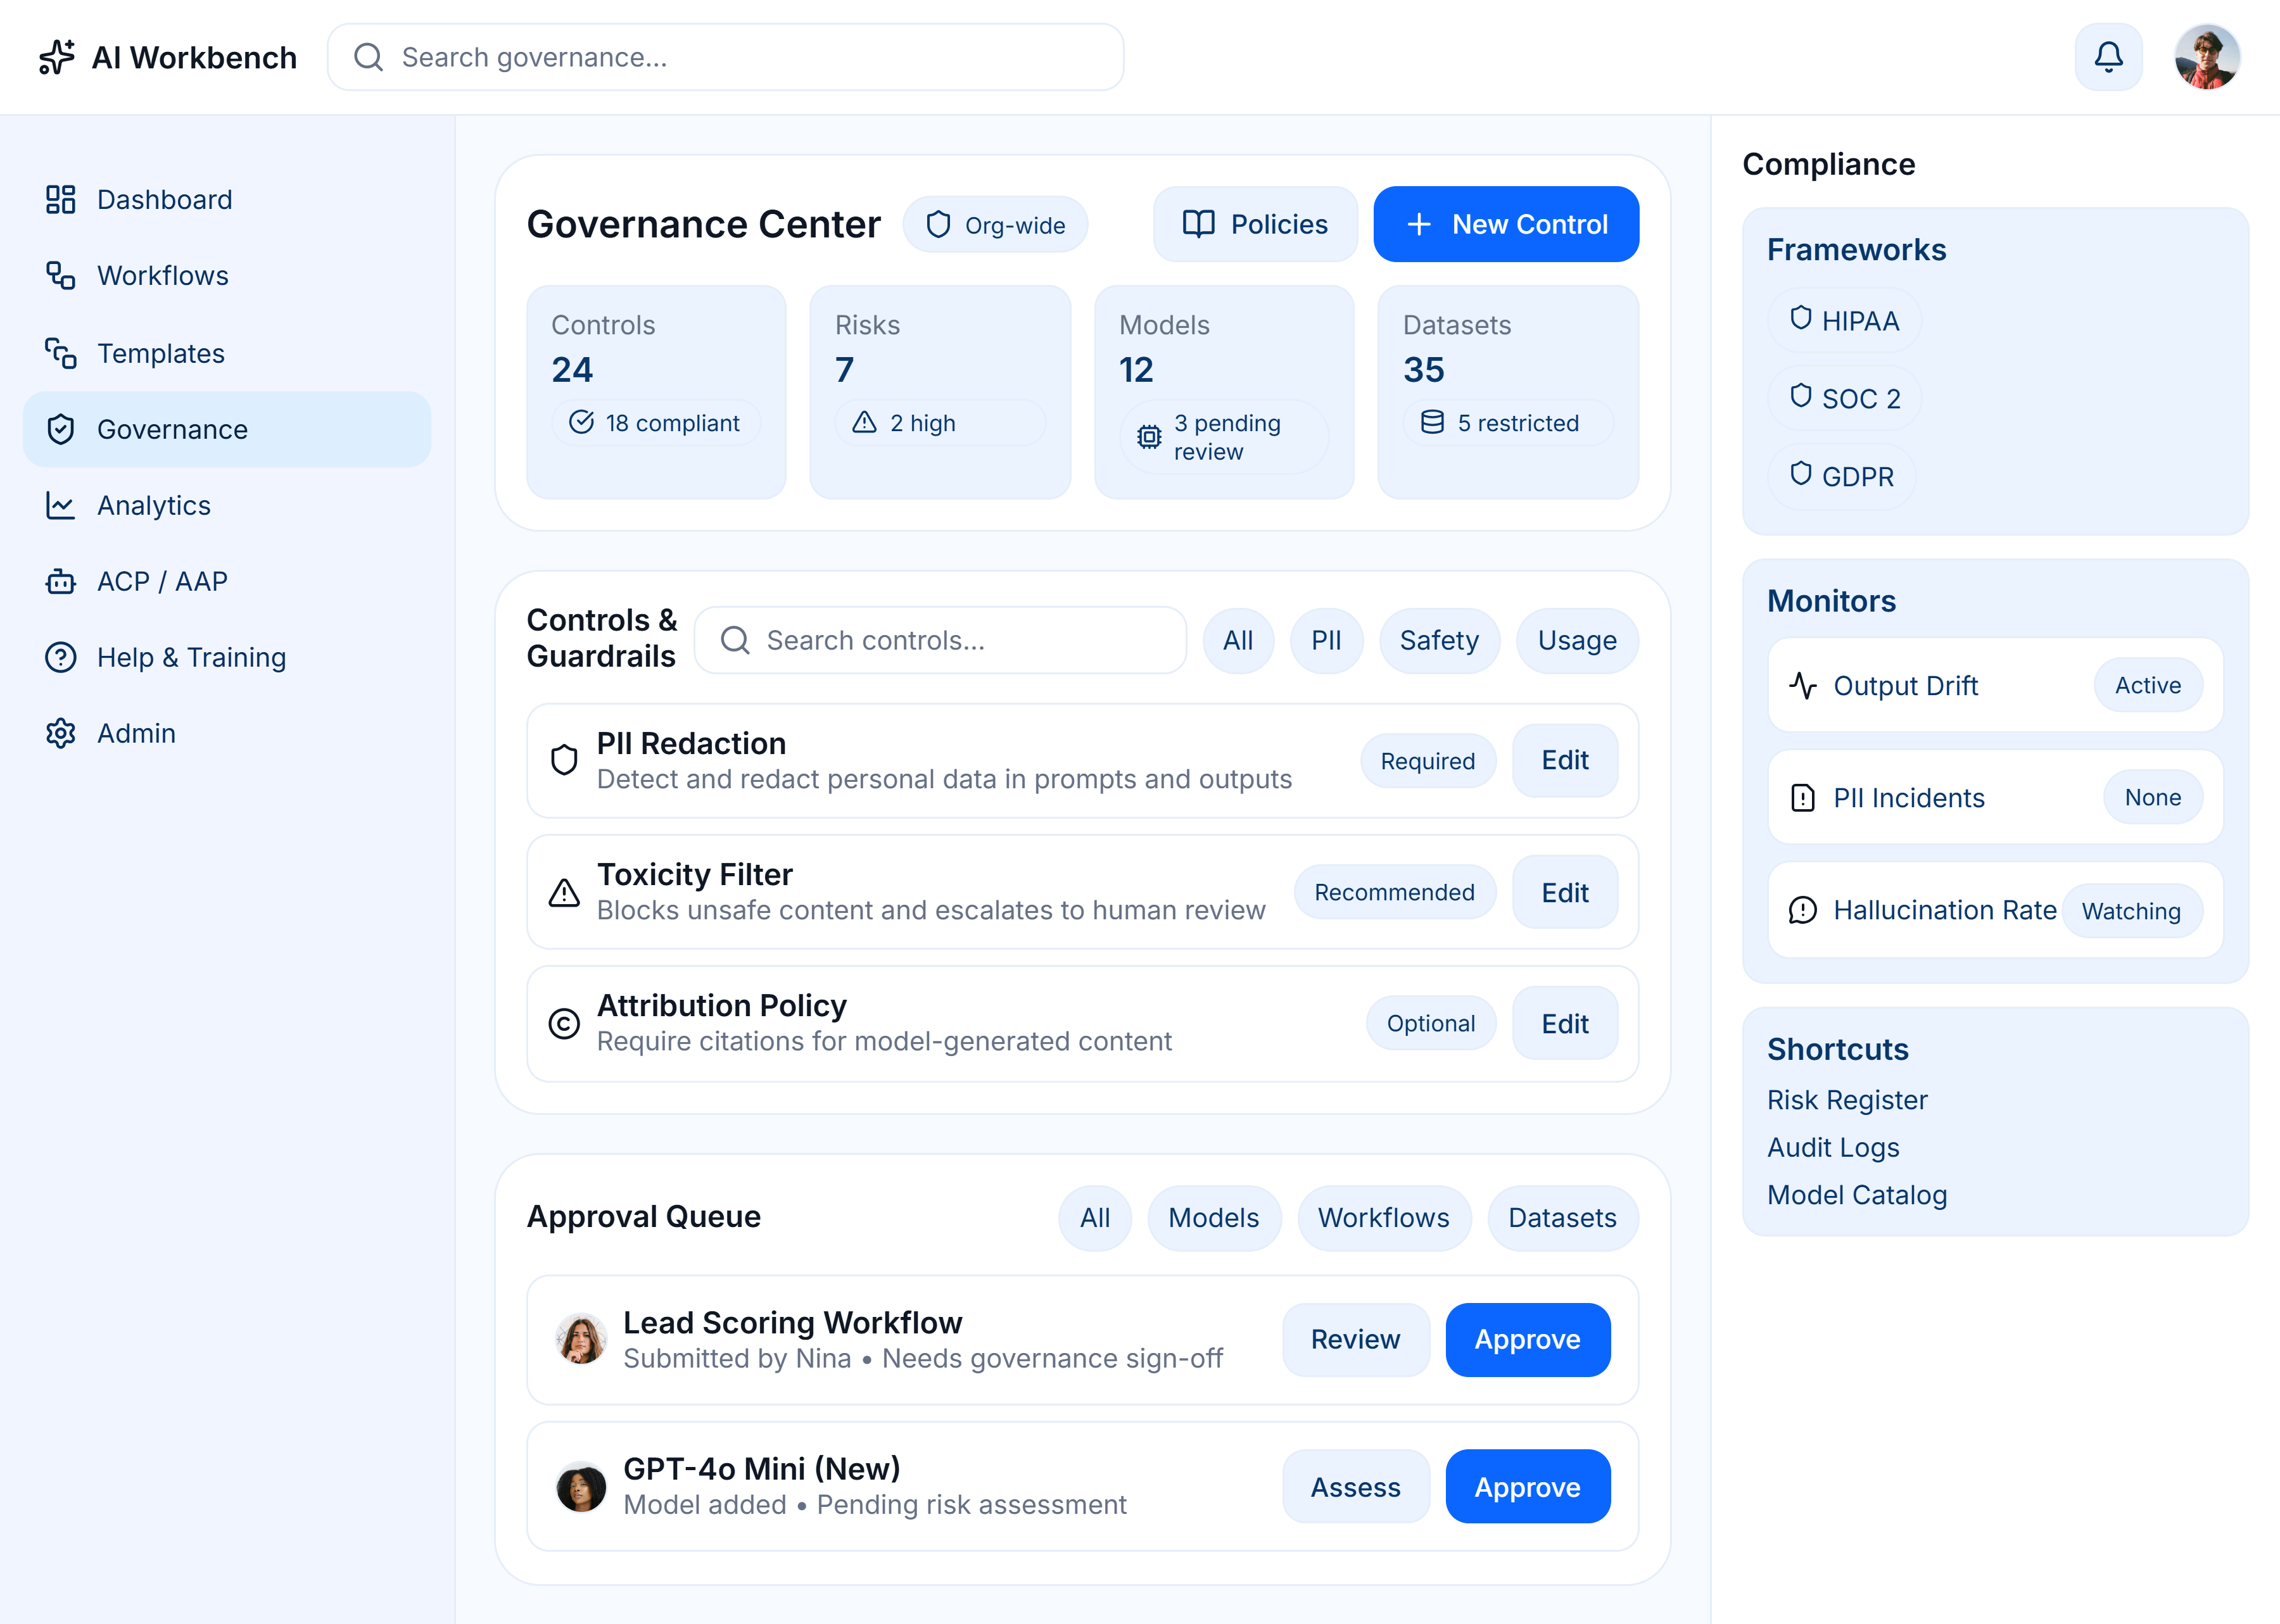 AI Workbench
Search governance...
Dashboard
Workflows
Templates
Governance
Analytics
ACP / AAP
Help & Training
Admin
Governance Center
Org-wide
Policies
New Control
Controls
24
18 compliant
Risks
7
2 high
Models
12
3 pending
review
Datasets
35
5 restricted
Controls &
Guardrails
Search controls...
All
PII
Safety
Usage
PII Redaction
Detect and redact personal data in prompts and outputs
Required
Edit
Toxicity Filter
Blocks unsafe content and escalates to human review
Recommended
Edit
Attribution Policy
Require citations for model-generated content
Optional
Edit
Approval Queue
All
Models
Workflows
Datasets
Lead Scoring Workflow
Submitted by Nina • Needs governance sign-off
Review
Approve
GPT-4o Mini (New)
Model added • Pending risk assessment
Assess
Approve
Compliance
Frameworks
HIPAA
SOC 2
GDPR
Monitors
Output Drift
Active
PII Incidents
None
Hallucination Rate
Watching
Shortcuts
Risk Register
Audit Logs
Model Catalog